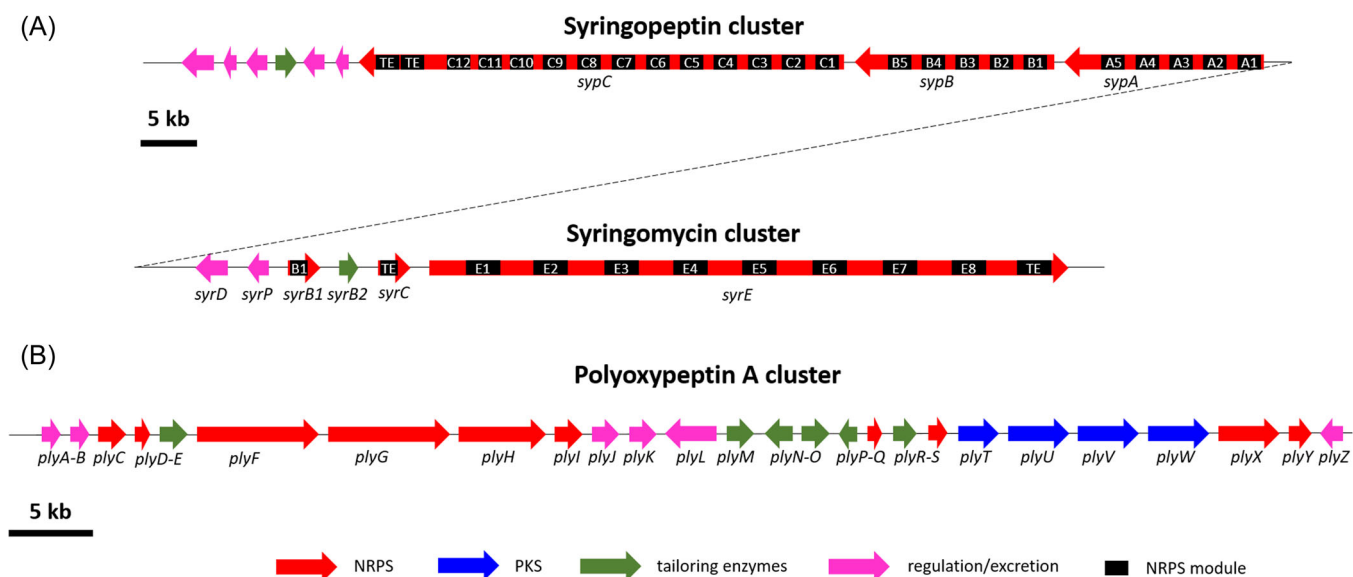 (A)
Syringopeptin cluster
TE TE C12 C11 C10 C9 C8 C7 C6 C5 C4 C3 C2 C1 B5 B4 B3 B2 B1 A5 A4 A3 A2 A1
sypC sypB sypA
5 kb
Syringomycin cluster
B1 TE E1 E2 E3 E4 E5 E6 E7 E8 TE
syrD syrP syrB1 syrB2 syrC syrE
(B)
Polyoxypeptin A cluster
plyA-B plyC plyD-E plyF plyG plyH plyI plyJ plyK plyL plyM plyN-O plyP-Q plyR-S plyT plyU plyV plyW plyX plyY plyZ
5 kb
NRPS PKS tailoring enzymes regulation/excretion NRPS module